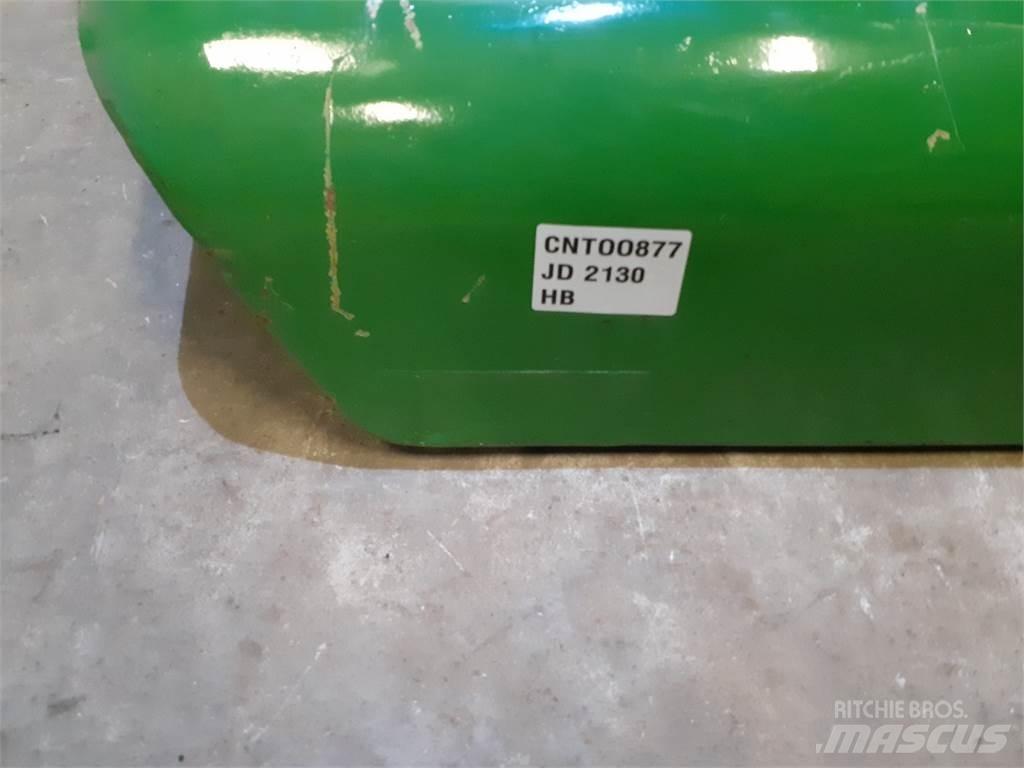 CNT00877
JD 2130
HB
RITCHIE BROS.
MASCUS